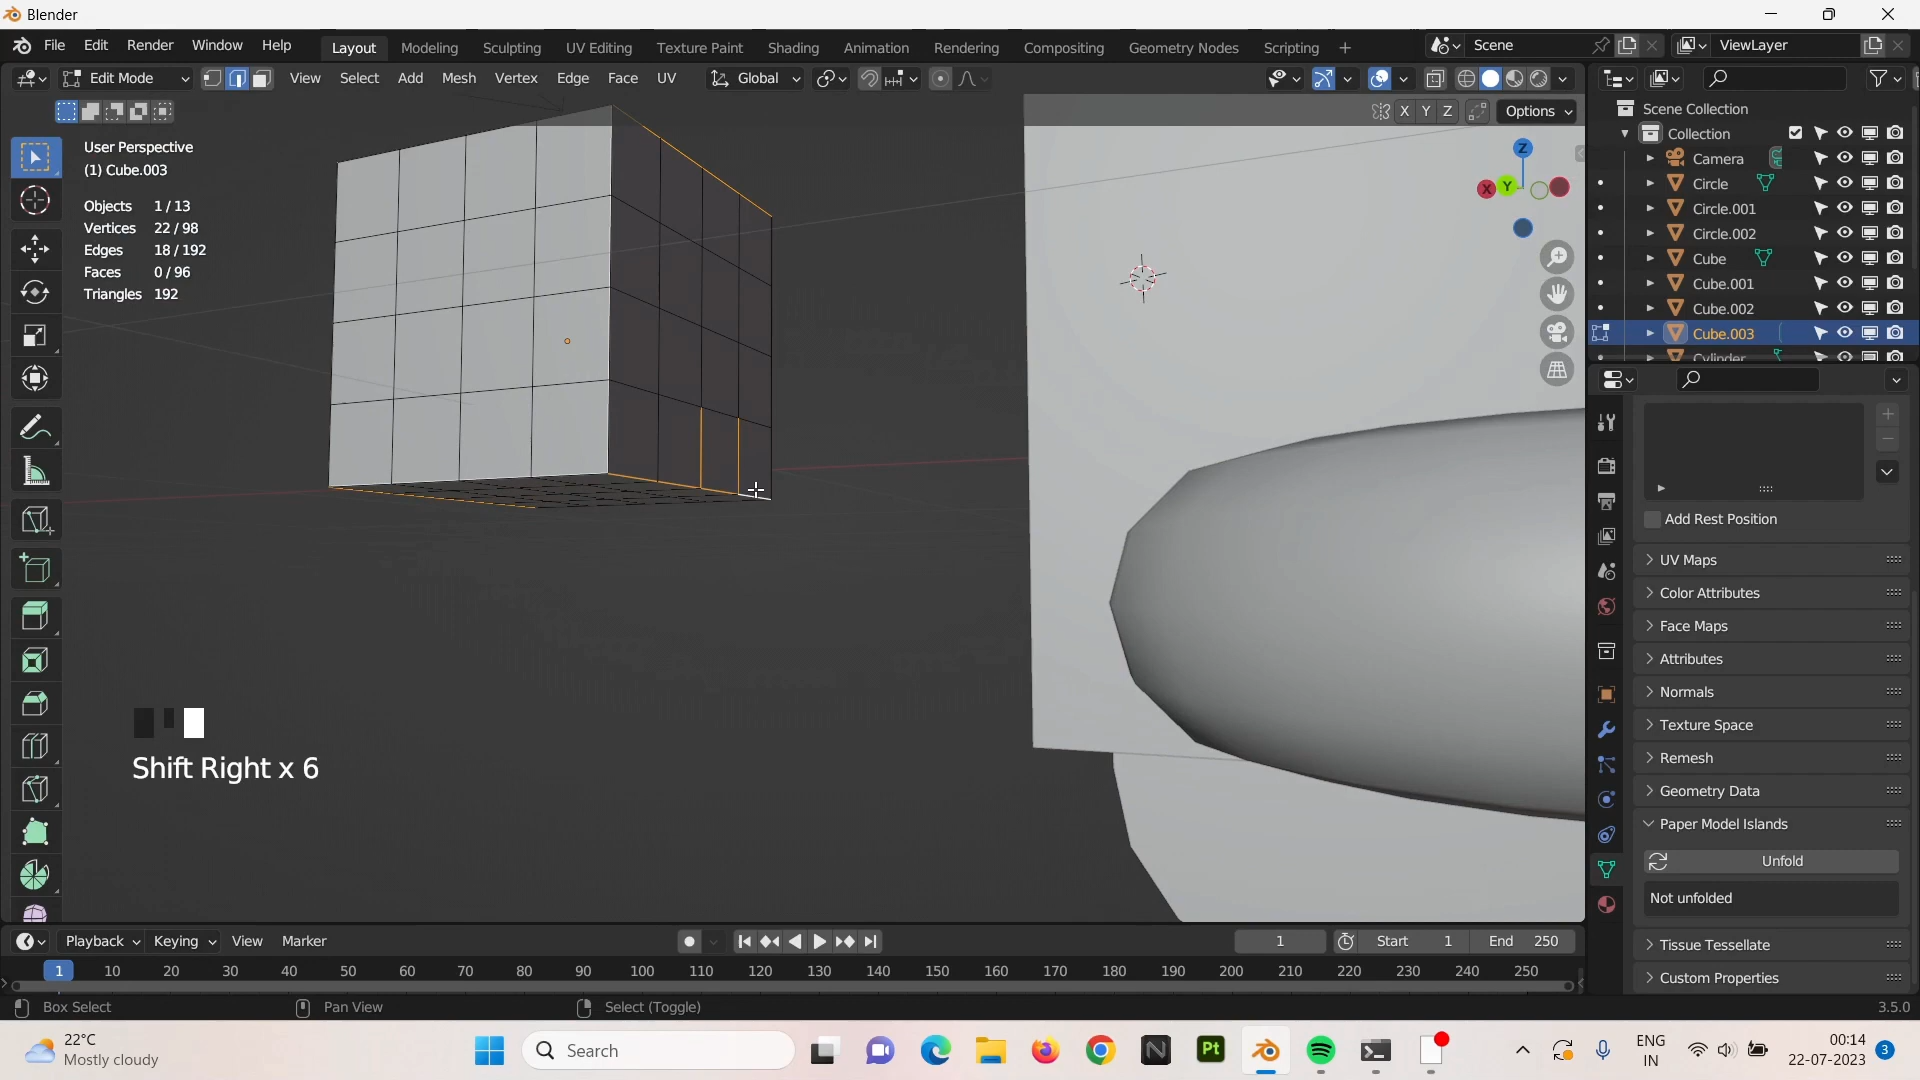 Blender
File Edit Render Window Help
Layout Modeling Sculpting UV Editing Texture Paint Shading Animation Rendering Compositing Geometry Nodes Scripting +
Scene ViewLayer
Edit Mode View Select Add Mesh Vertex Edge Face UV Global
X Y Z Options
User Perspective
(1) Cube.003
Objects 1/13
Vertices 22/98
Edges 18/192
Faces 0/96
Triangles 192
Z
X
Y
Scene Collection
Collection
Camera
Circle
Circle.001
Circle.002
Cube
Cube.001
Cube.002
Cube.003
Cylinder
Add Rest Position
UV Maps
Color Attributes
Face Maps
Attributes
Normals
Texture Space
Remesh
Geometry Data
Paper Model Islands
Unfold
Not unfolded
Tissue Tessellate
Custom Properties
Shift Right x 6
Playback Keying View Marker 1 Start 1 End 250
1 10 20 30 40 50 60 70 80 90 100 110 120 130 140 150 160 170 180 190 200 210 220 230 240 250
Box Select Pan View Select (Toggle) 3.5.0
22°C
Mostly cloudy
Search
Pt
ENG
IN
00:14
22-07-2023
3